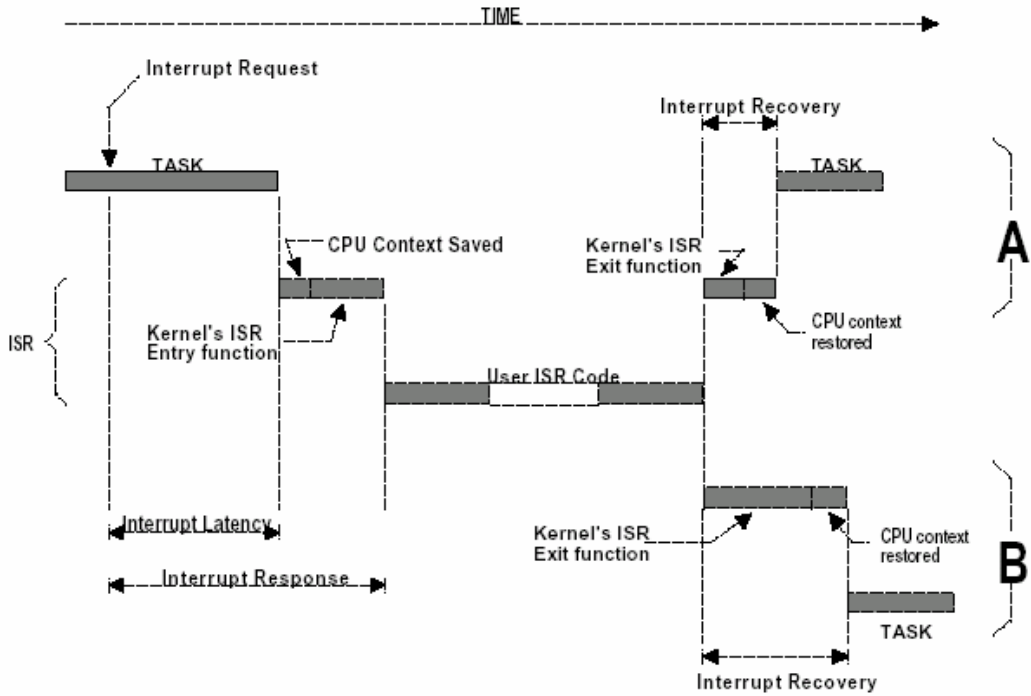 TIME
Interrupt Request
Interrupt Recovery
TASK
TASK
A
CPU Context Saved
Kernel's ISR
Exit function
ISR
Kernel's ISR
Entry function
CPU context
restored
User ISR Code
Interrupt Latency
Kernel's ISR
Exit function
CPU context
restored
B
Interrupt Response
TASK
Interrupt Recovery